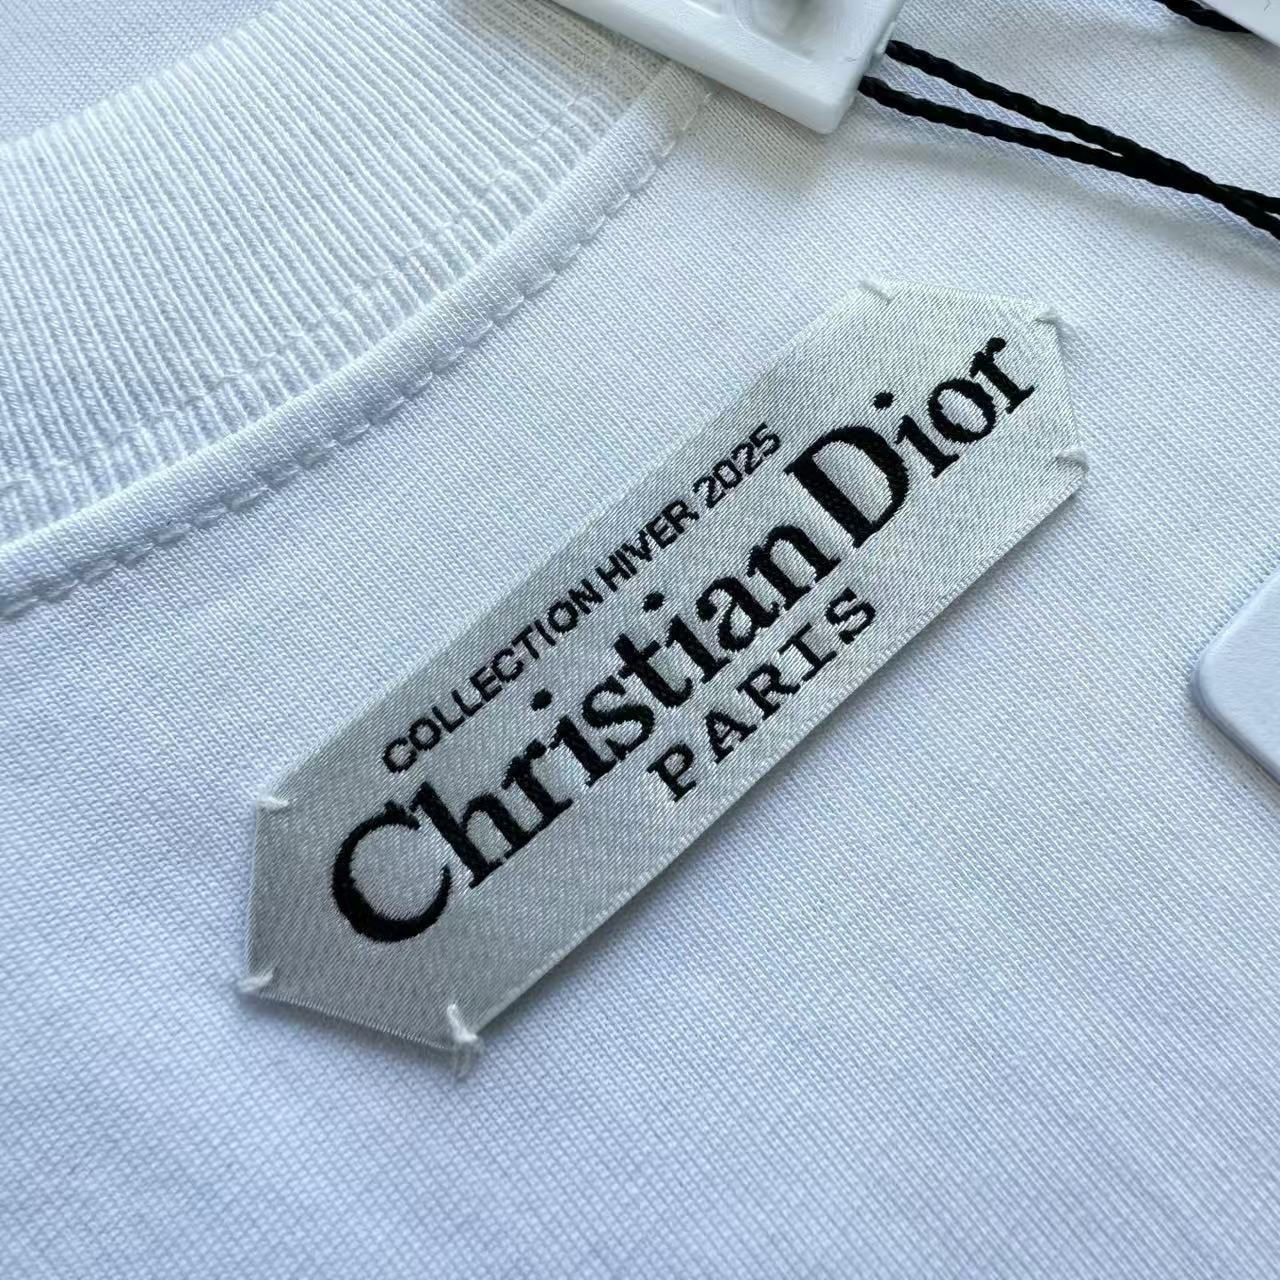 COLLECTION HIVER 2025
Christian Dior
PARIS